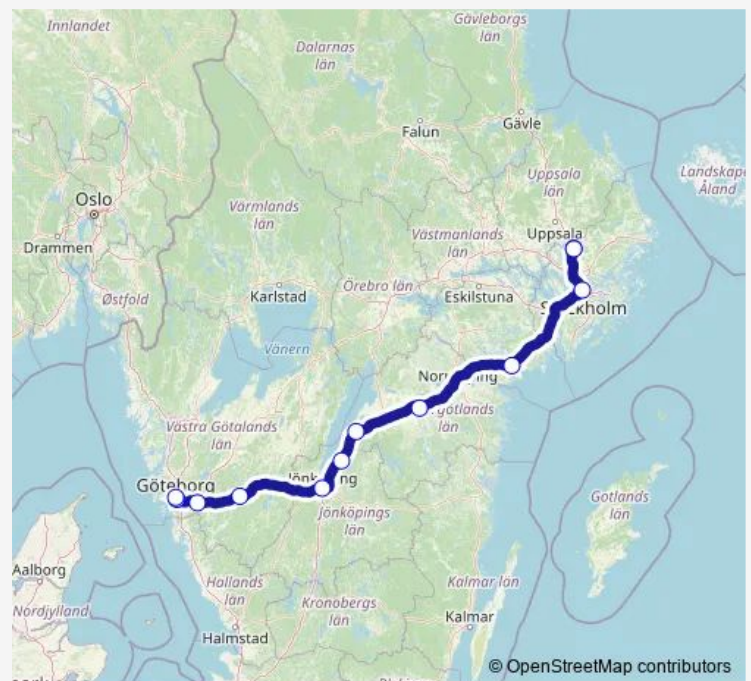 Innlandet
Gävleborgs
län
Dalarnas
län
Falun
Gävle
Oslo
Uppsala
län
Landskape
Åland
Värmlands
län
Västmanlands
län
Uppsala
Drammen
Østfold
Karlstad
Örebro län
Eskilstuna
Vänern
Västra Götalands
län
län
Göteborg
Jönköpings
län
Gotlands
län
Aalborg
Nordjylland
Hallands
län
Kronobergs
län
Kalmar län
Kalmar
Halmstad
© OpenStreetMap contributors